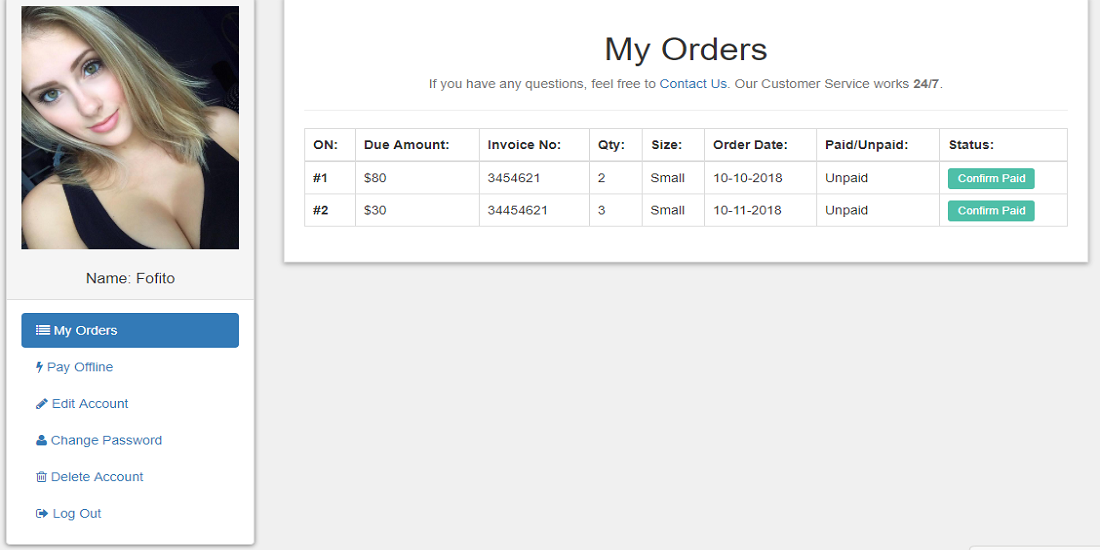 Name: Fofito
My Orders
Pay Offline
Edit Account
Change Password
Delete Account
Log Out
My Orders
If you have any questions, feel free to Contact Us. Our Customer Service works 24/7.
ON: Due Amount: Invoice No: Qty: Size: Order Date: Paid/Unpaid: Status:
#1 $80 3454621 2 Small 10-10-2018 Unpaid Confirm Paid
#2 $30 34454621 3 Small 10-11-2018 Unpaid Confirm Paid